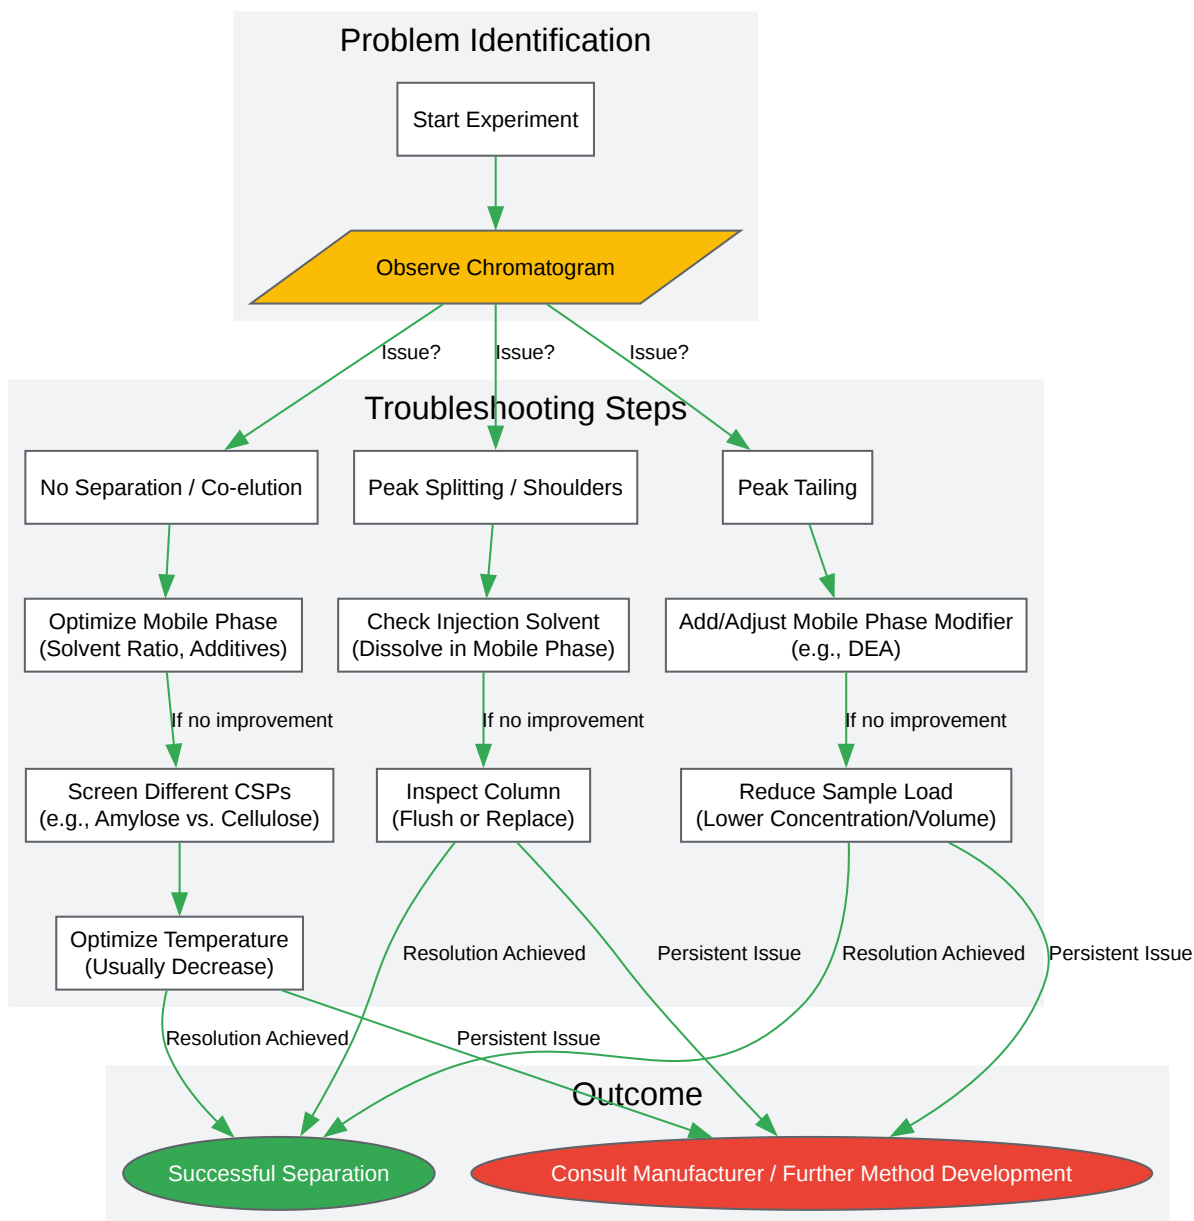 Problem Identification
Start Experiment
Observe Chromatogram
Issue?
Issue?
Issue?
Troubleshooting Steps
No Separation / Co-elution
Peak Splitting / Shoulders
Peak Tailing
Optimize Mobile Phase
(Solvent Ratio, Additives)
Check Injection Solvent
(Dissolve in Mobile Phase)
Add/Adjust Mobile Phase Modifier
(e.g., DEA)
If no improvement
If no improvement
If no improvement
Screen Different CSPs
(e.g., Amylose vs. Cellulose)
Inspect Column
(Flush or Replace)
Reduce Sample Load
(Lower Concentration/Volume)
Optimize Temperature
(Usually Decrease)
Resolution Achieved
Persistent Issue
Resolution Achieved
Persistent Issue
Resolution Achieved
Persistent Issue
Outcome
Successful Separation
Consult Manufacturer / Further Method Development